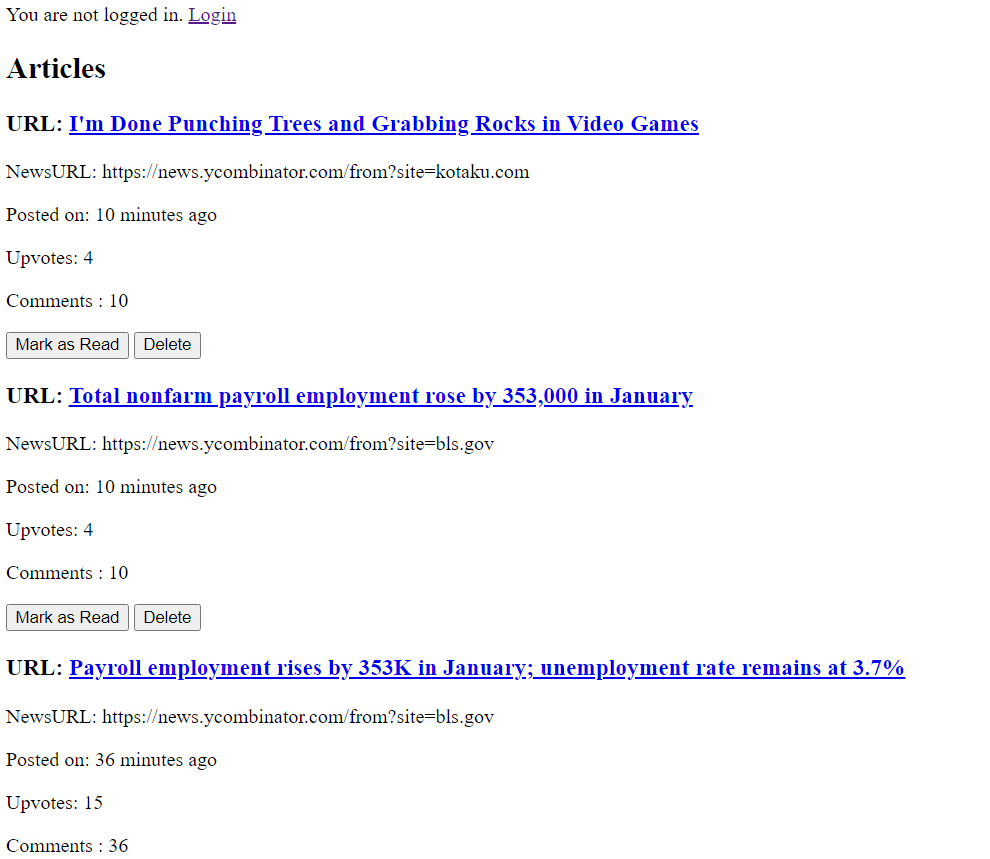 You are not logged in. Login
Articles
URL: I'm Done Punching Trees and Grabbing Rocks in Video Games
NewsURL: https://news.ycombinator.com/from?site=kotaku.com
Posted on: 10 minutes ago
Upvotes: 4
Comments : 10
Mark as Read Delete
URL: Total nonfarm payroll employment rose by 353,000 in January
NewsURL: https://news.ycombinator.com/from?site=bls.gov
Posted on: 10 minutes ago
Upvotes: 4
Comments : 10
Mark as Read Delete
URL: Payroll employment rises by 353K in January; unemployment rate remains at 3.7%
NewsURL: https://news.ycombinator.com/from?site=bls.gov
Posted on: 36 minutes ago
Upvotes: 15
Comments : 36